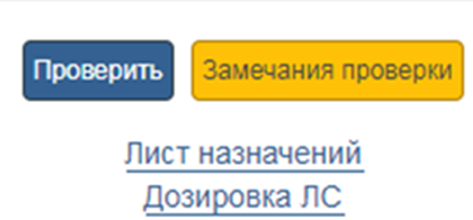 Проверить Замечания проверки
Лист назначений
Дозировка ЛС